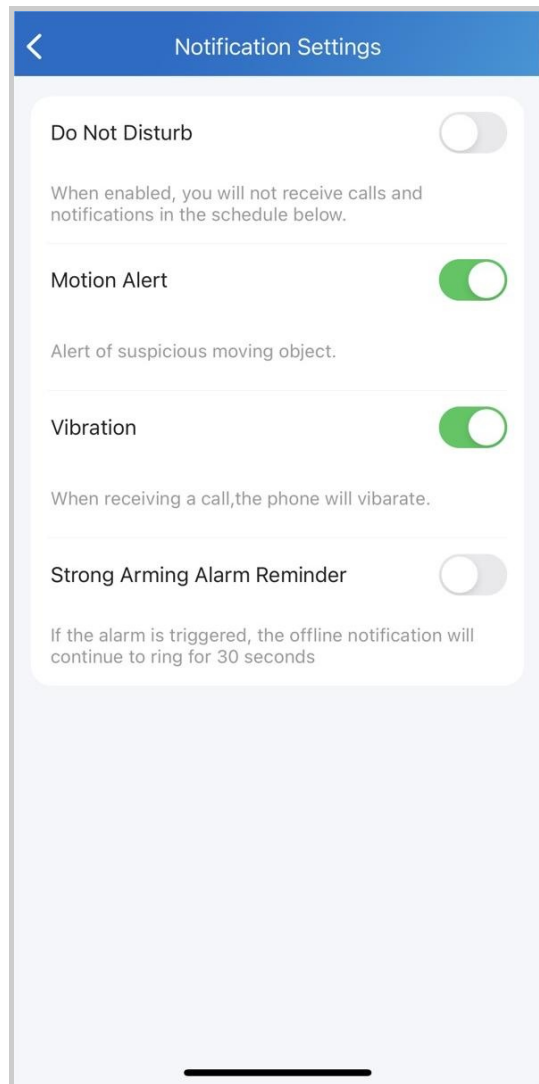 Notification Settings
Do Not Disturb
When enabled, you will not receive calls and
notifications in the schedule below.
Motion Alert
Alert of suspicious moving object.
Vibration
When receiving a call,the phone will vibarate.
Strong Arming Alarm Reminder
If the alarm is triggered, the offline notification will
continue to ring for 30 seconds